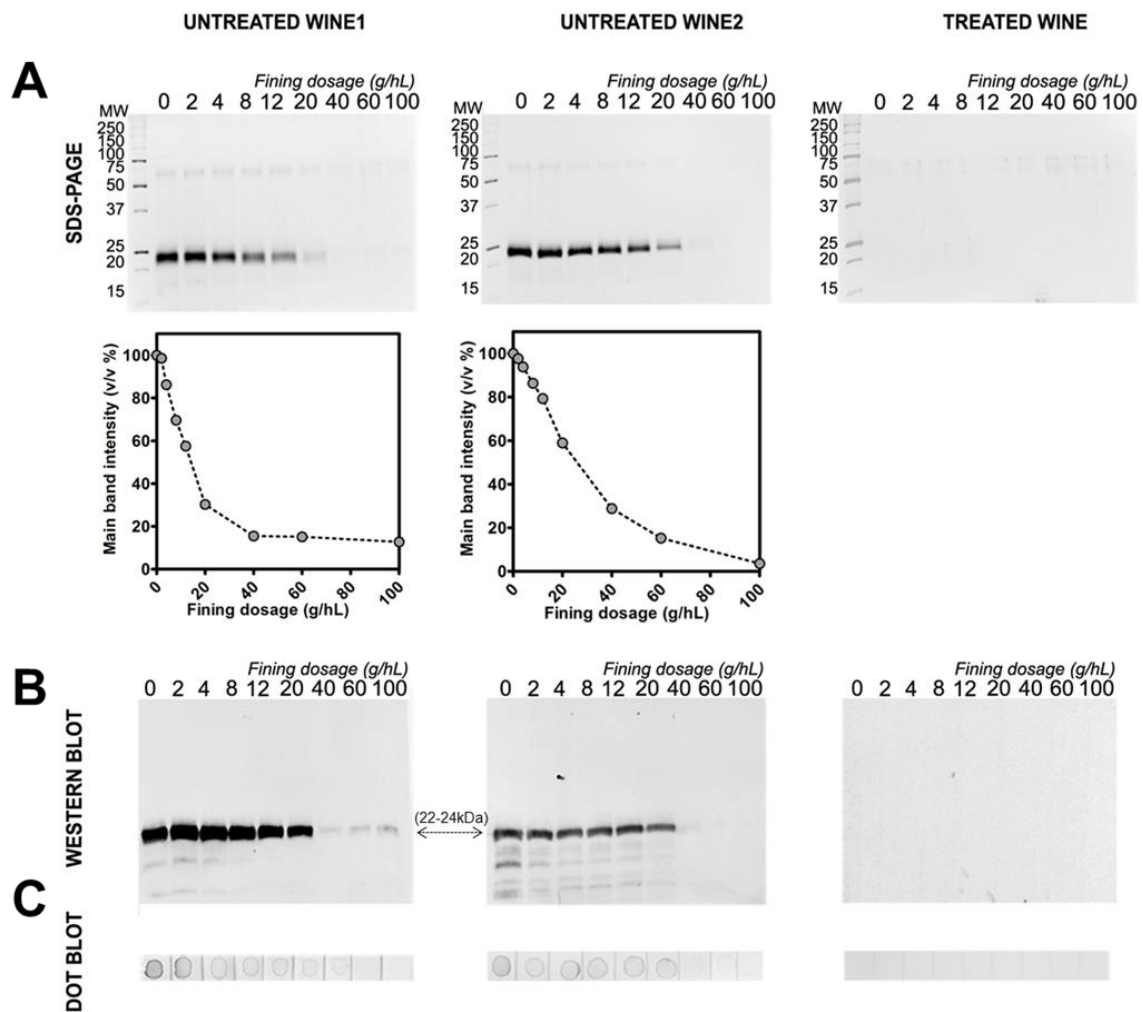 UNTREATED WINE1 UNTREATED WINE2 TREATED WINE
A
SDS-PAGE
Fining dosage (g/hL) Fining dosage (g/hL) Fining dosage (g/hL)
MW 0 2 4 8 12 20 40 60 100 MW 0 2 4 8 12 20 40 60 100 MW 0 2 4 8 12 20 40 60 100
250 250 250
150 150 150
100 100 100
75 75 75
50 50 50
37 37 37
25 25 25
20 20 20
15 15 15
Main band intensity (v/v %) Main band intensity (v/v %)
100 100
80 80
60 60
40 40
20 20
0 0
0 20 40 60 80 100 0 20 40 60 80 100
Fining dosage (g/hL) Fining dosage (g/hL)
B
WESTERN BLOT
Fining dosage (g/hL) Fining dosage (g/hL) Fining dosage (g/hL)
0 2 4 8 12 20 40 60 100 0 2 4 8 12 20 40 60 100 0 2 4 8 12 20 40 60 100
(22-24kDa)
C
DOT BLOT